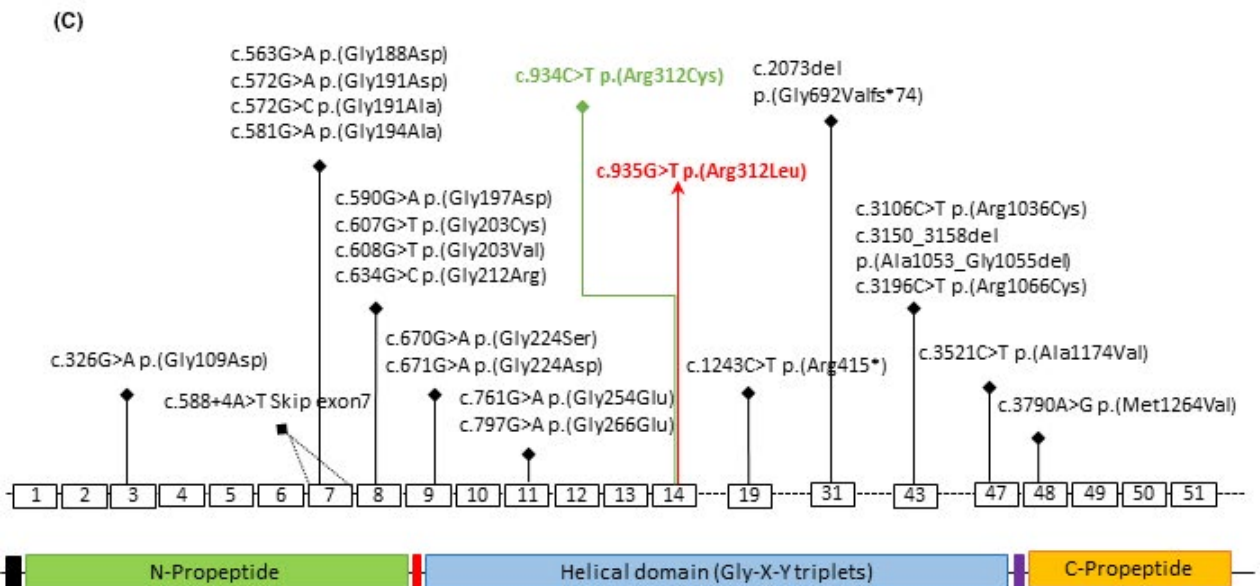 (C)
c.563G>A p.(Gly188Asp)
c.572G>A p.(Gly191Asp)
c.572G>C p.(Gly191Ala)
c.581G>A p.(Gly194Ala)
c.934C>T p.(Arg312Cys)
c.2073del
p.(Gly692Valfs*74)
c.935G>T p.(Arg312Leu)
c.590G>A p.(Gly197Asp)
c.607G>T p.(Gly203Cys)
c.608G>T p.(Gly203Val)
c.634G>C p.(Gly212Arg)
c.3106C>T p.(Arg1036Cys)
c.3150_3158del
p.(Ala1053_Gly1055del)
c.3196C>T p.(Arg1066Cys)
c.326G>A p.(Gly109Asp)
c.588+4A>T Skip exon7
c.670G>A p.(Gly224Ser)
c.671G>A p.(Gly224Asp)
c.761G>A p.(Gly254Glu)
c.797G>A p.(Gly266Glu)
c.1243C>T p.(Arg415*)
c.3521C>T p.(Ala1174Val)
c.3790A>G p.(Met1264Val)
1 2 3 4 5 6 7 8 9 10 11 12 13 14 19 31 43 47 48 49 50 51
N-Propeptide Helical domain (Gly-X-Y triplets) C-Propeptide